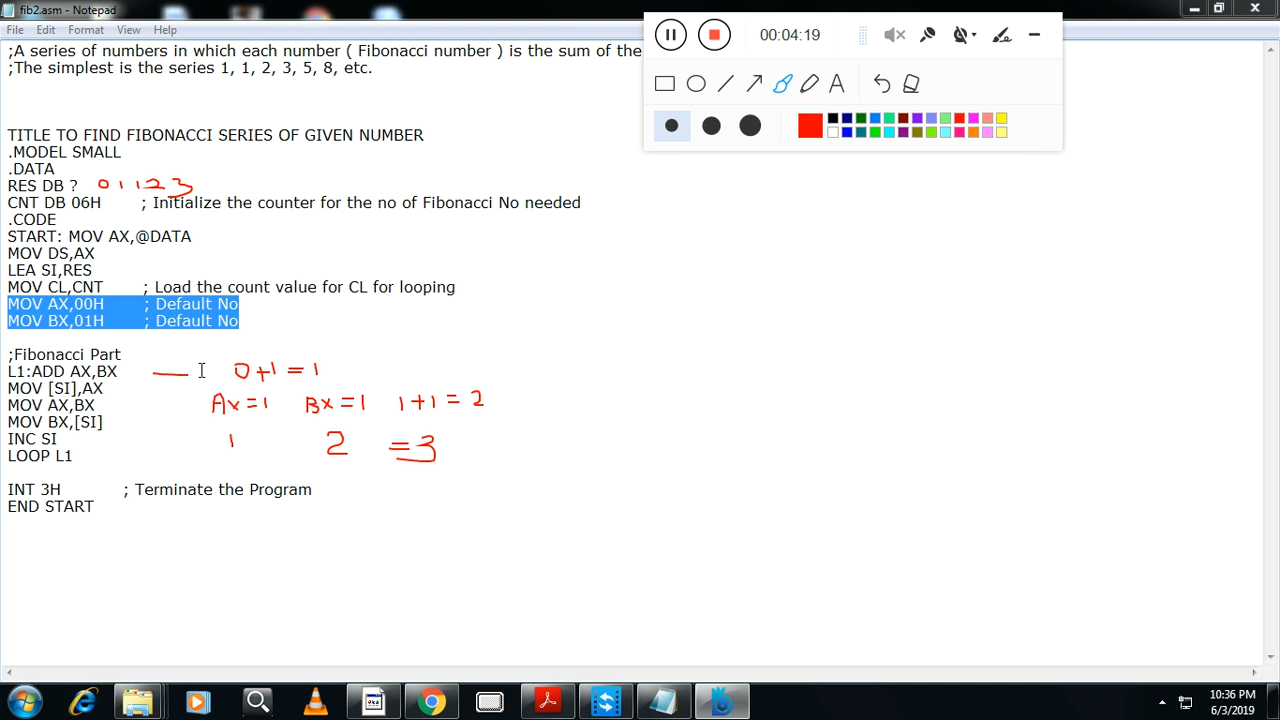 fib2.asm - Notepad
File Edit Format View Help
00:04:19
;A series of numbers in which each number ( Fibonacci number ) is the sum of the
;The simplest is the series 1, 1, 2, 3, 5, 8, etc.
A
TITLE TO FIND FIBONACCI SERIES OF GIVEN NUMBER
.MODEL SMALL
.DATA
RES DB ? 0 1 1 2 3
CNT DB 06H ; Initialize the counter for the no of Fibonacci No needed
.CODE
START: MOV AX,@DATA
MOV DS,AX
LEA SI,RES
MOV CL,CNT ; Load the count value for CL for looping
MOV AX,00H ; Default No
MOV BX,01H ; Default No
;Fibonacci Part
L1:ADD AX,BX 0+1 = 1
MOV [SI],AX
MOV AX,BX Ax=1 Bx=1 1+1=2
MOV BX,[SI]
INC SI 1 2 =3
LOOP L1
INT 3H ; Terminate the Program
END START
10:36 PM
6/3/2019